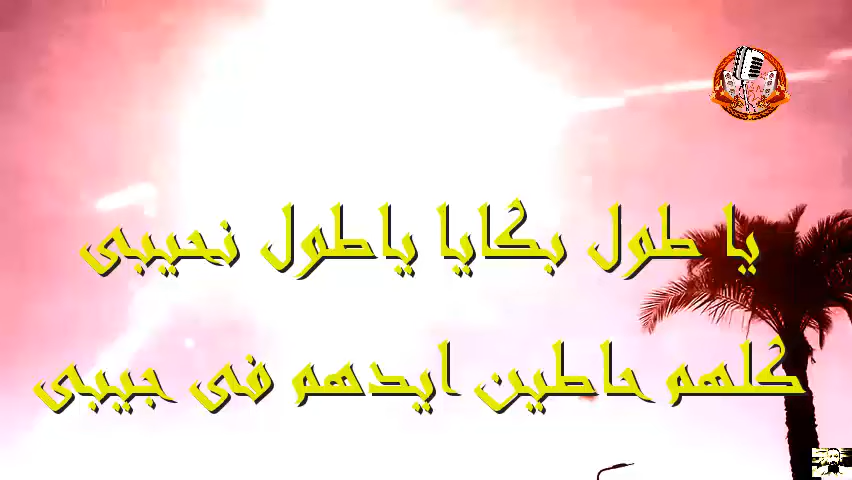 يا طول بكايا ياطول نحيبى
كلهم حاطين ايدهم فى جيبى